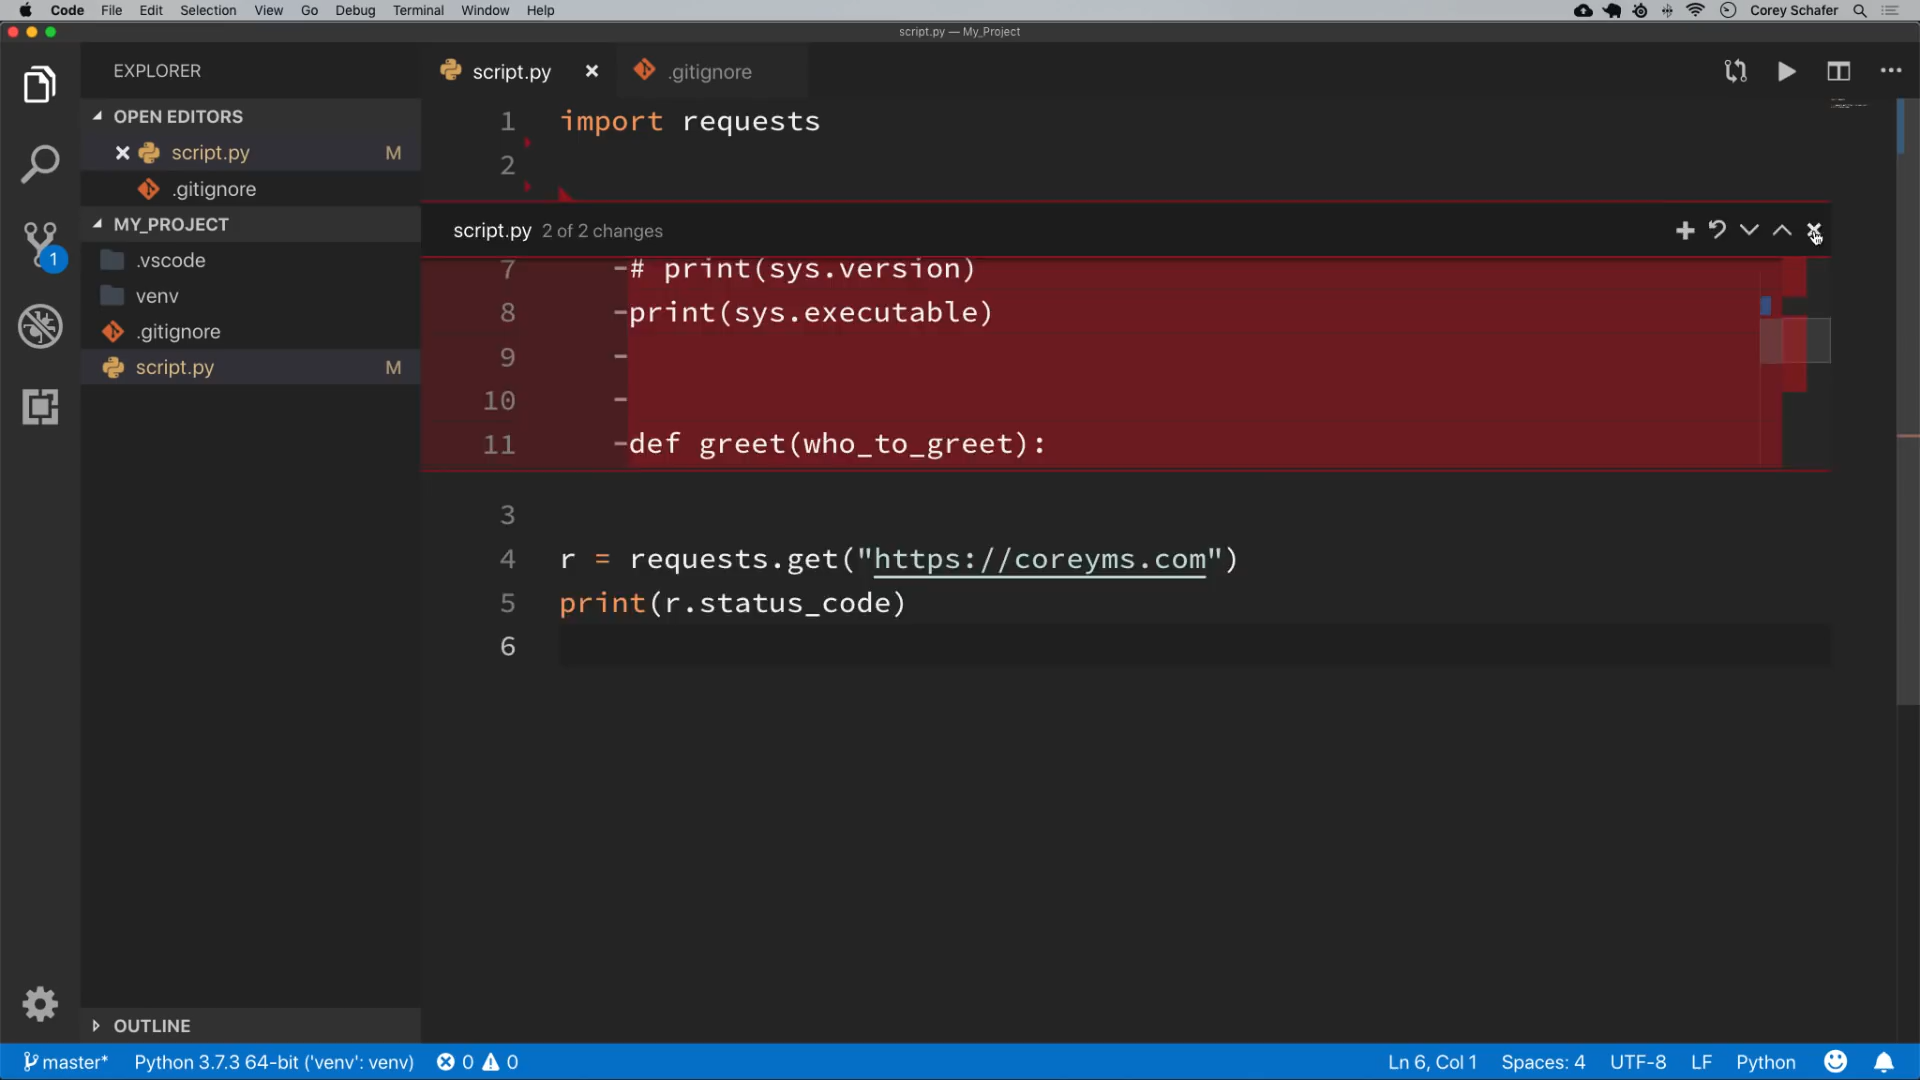 Code File Edit Selection View Go Debug Terminal Window Help Corey Schafer
script.py — My_Project
EXPLORER
script.py .gitignore
OPEN EDITORS
script.py M
.gitignore
MY_PROJECT
.vscode
venv
.gitignore
script.py M
1
OUTLINE
1 import requests
2
script.py 2 of 2 changes
7 -# print(sys.version)
8 -print(sys.executable)
9 -
10 -
11 -def greet(who_to_greet):
3
4 r = requests.get("https://coreyms.com")
5 print(r.status_code)
6
master* Python 3.7.3 64-bit ('venv': venv) 0 0 Ln 6, Col 1 Spaces: 4 UTF-8 LF Python